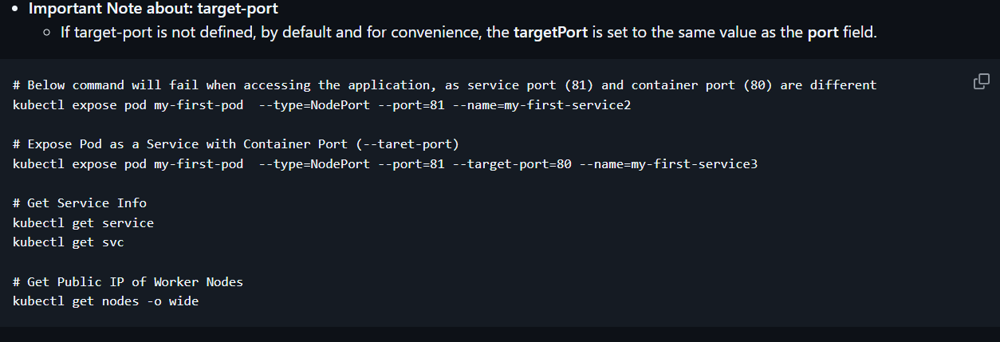 Important Note about: target-port
If target-port is not defined, by default and for convenience, the targetPort is set to the same value as the port field.
# Below command will fail when accessing the application, as service port (81) and container port (80) are different
kubectl expose pod my-first-pod  --type=NodePort --port=81 --name=my-first-service2
# Expose Pod as a Service with Container Port (--taret-port)
kubectl expose pod my-first-pod  --type=NodePort --port=81 --target-port=80 --name=my-first-service3
# Get Service Info
kubectl get service
kubectl get svc
# Get Public IP of Worker Nodes
kubectl get nodes -o wide